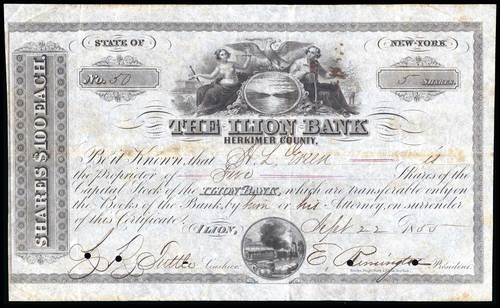 STATE OF NEW-YORK
No. 50
5 SHARES.
SHARES $100 EACH.
THE ILION BANK
HERKIMER COUNTY,
Be it Known, that is
the Proprietor of Five Shares of the
Capital Stock of the ILION BANK, which are transferable only on
the Books of the Bank, by him or his Attorney, on surrender
of this Certificate.
ILION, Sept 22 1855
Tuttle Cashier. E. Remington President.